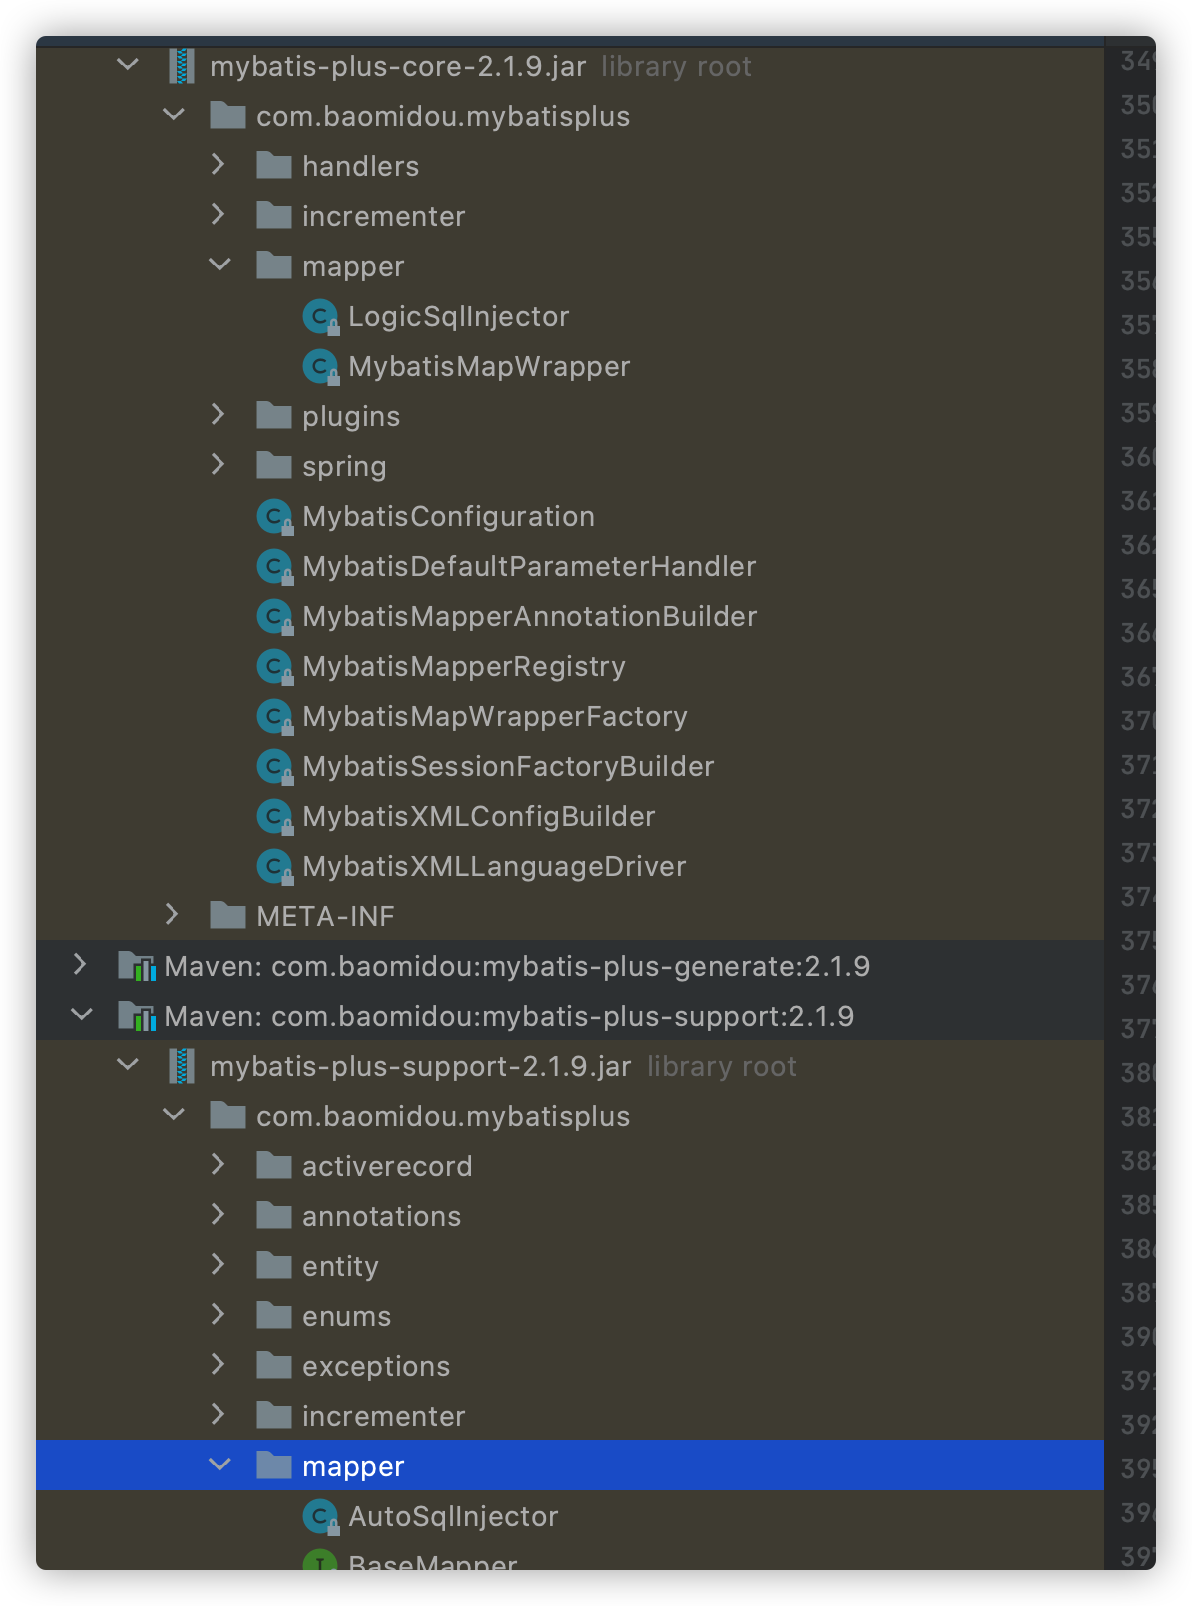 mybatis-plus-core-2.1.9.jar library root
com.baomidou.mybatisplus
handlers
incrementer
mapper
LogicSqlInjector
MybatisMapWrapper
plugins
spring
MybatisConfiguration
MybatisDefaultParameterHandler
MybatisMapperAnnotationBuilder
MybatisMapperRegistry
MybatisMapWrapperFactory
MybatisSessionFactoryBuilder
MybatisXMLConfigBuilder
MybatisXMLLanguageDriver
META-INF
Maven: com.baomidou:mybatis-plus-generate:2.1.9
Maven: com.baomidou:mybatis-plus-support:2.1.9
mybatis-plus-support-2.1.9.jar library root
com.baomidou.mybatisplus
activerecord
annotations
entity
enums
exceptions
incrementer
mapper
AutoSqlInjector
BaseMapper